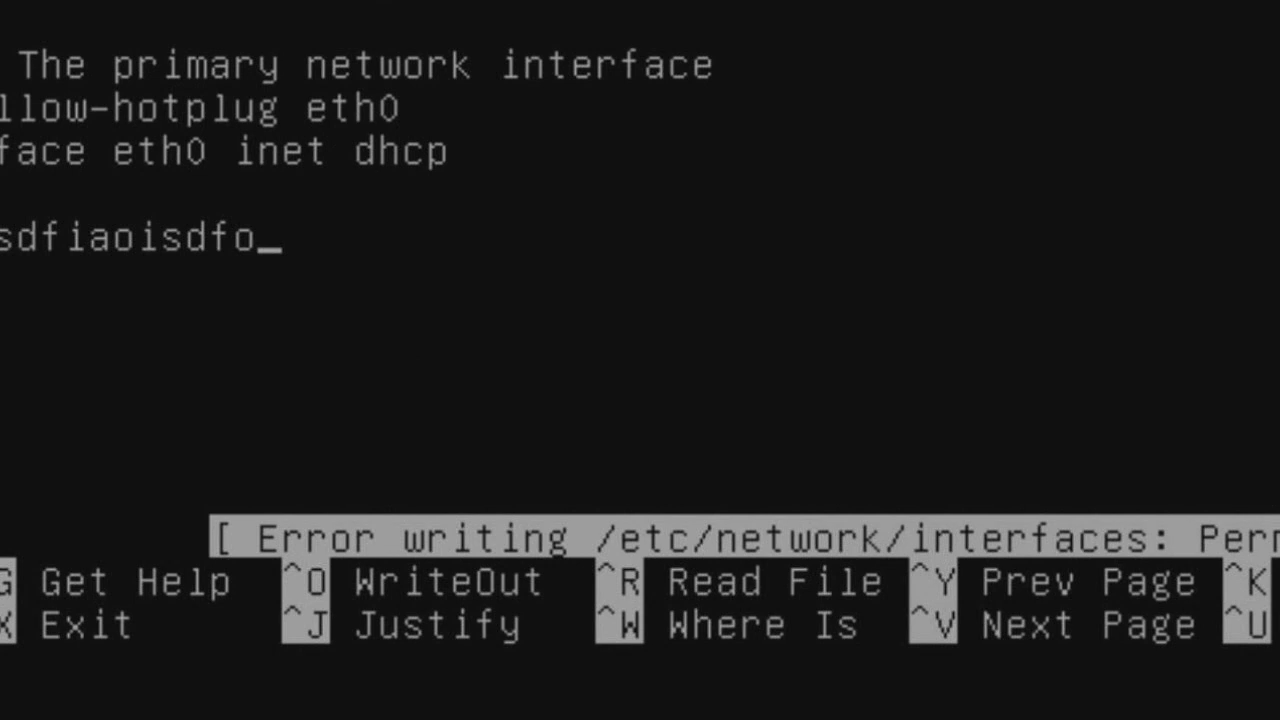 The primary network interface
llow-hotplug eth0
face eth0 inet dhcp
sdfiaoisdfo_
[ Error writing /etc/network/interfaces: Perm
G Get Help ^O WriteOut ^R Read File ^Y Prev Page ^K
X Exit ^J Justify ^W Where Is ^V Next Page ^U